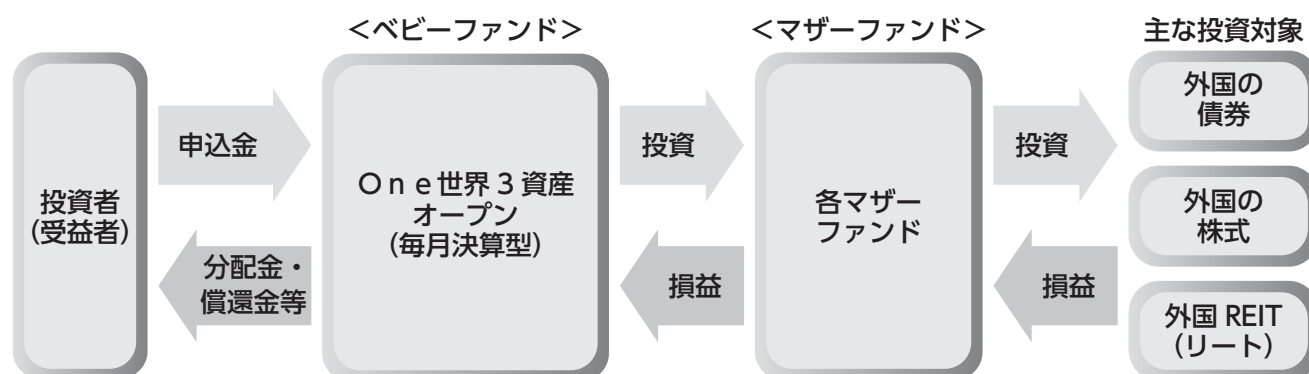 ＜ベビーファンド＞
＜マザーファンド＞
主な投資対象
投資者
（受益者）
申込金
分配金・
償還金等
Ｏｎｅ世界３資産
オープン
（毎月決算型）
投資
損益
各マザー
ファンド
投資
損益
外国の
債券
外国の
株式
外国 REIT
（リート）